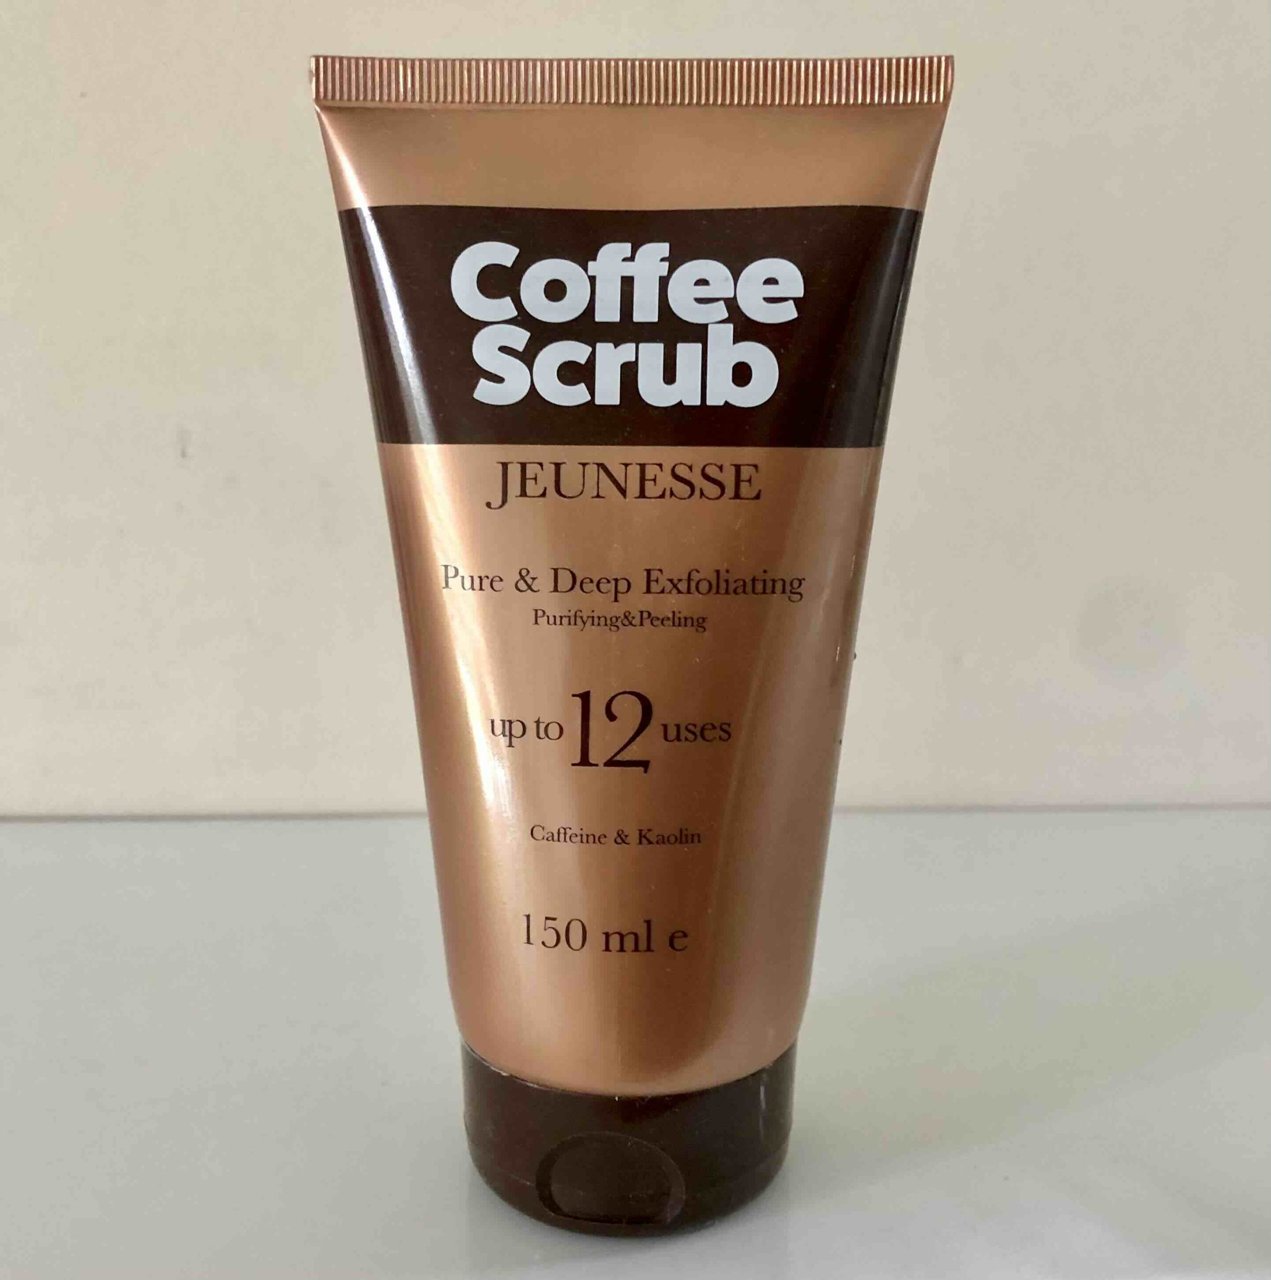 Coffee
Scrub
JEUNESSE
Pure & Deep Exfoliating
Purifying&Peeling
up to 12 uses
Caffeine & Kaolin
150 ml e